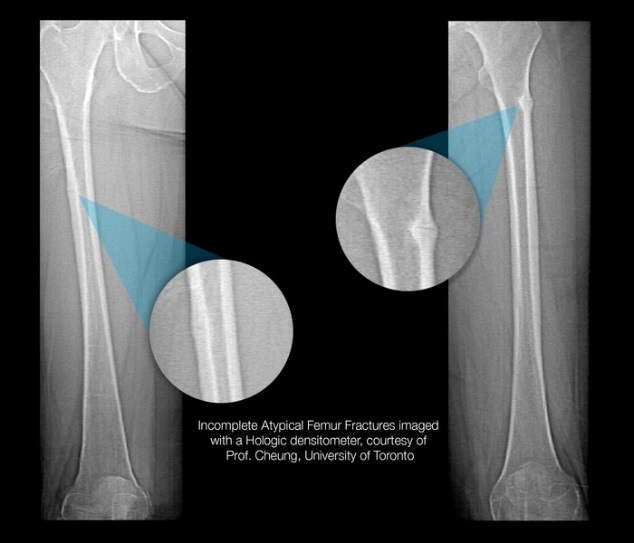 Incomplete Atypical Femur Fractures imaged
with a Hologic densitometer, courtesy of
Prof. Cheung, University of Toronto